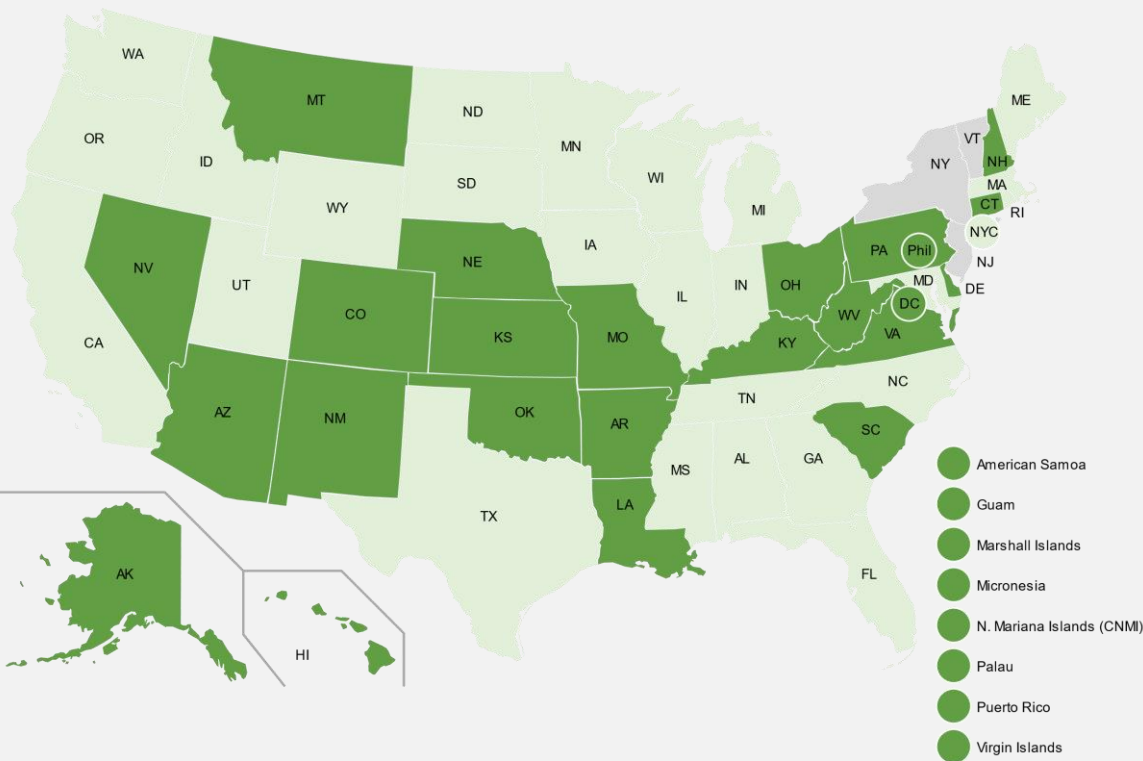 WA
MT
ND
ME
OR
ID
MN
VT
NH
NY
SD
WI
MA
WY
MI
CT
RI
NYC
IA
NE
PA
Phil
NJ
NV
UT
IL
IN
OH
MD
DE
CO
DC
WV
VA
CA
KS
MO
KY
NC
TN
AZ
NM
OK
AR
SC
MS
AL
GA
American Samoa
LA
Guam
TX
Marshall Islands
AK
FL
Micronesia
N. Mariana Islands (CNMI)
HI
Palau
Puerto Rico
Virgin Islands